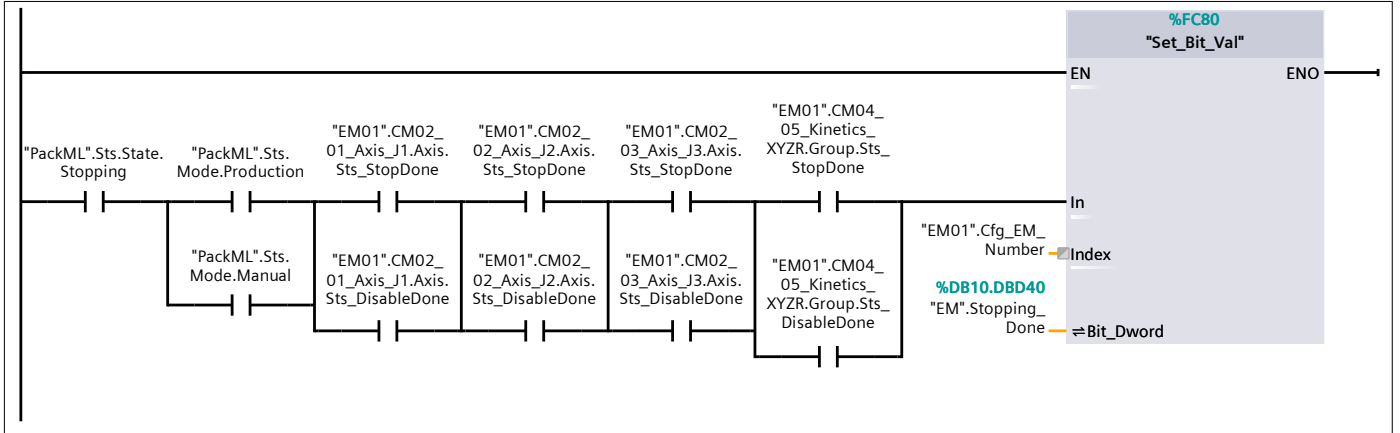 %FC80
"Set_Bit_Val"
EN
ENO
"PackML".Sts.State.
Stopping
"PackML".Sts.
Mode.Production
"EM01".CM02_
01_Axis_J1.Axis.
Sts_StopDone
"EM01".CM02_
02_Axis_J2.Axis.
Sts_StopDone
"EM01".CM02_
03_Axis_J3.Axis.
Sts_StopDone
"EM01".CM04_
05_Kinetics_
XYZR.Group.Sts_
StopDone
In
"PackML".Sts.
Mode.Manual
"EM01".CM02_
01_Axis_J1.Axis.
Sts_DisableDone
"EM01".CM02_
02_Axis_J2.Axis.
Sts_DisableDone
"EM01".CM02_
03_Axis_J3.Axis.
Sts_DisableDone
"EM01".CM04_
05_Kinetics_
XYZR.Group.Sts_
DisableDone
"EM01".Cfg_EM_
Number
Index
%DB10.DBD40
"EM".Stopping_
Done
⇌Bit_Dword